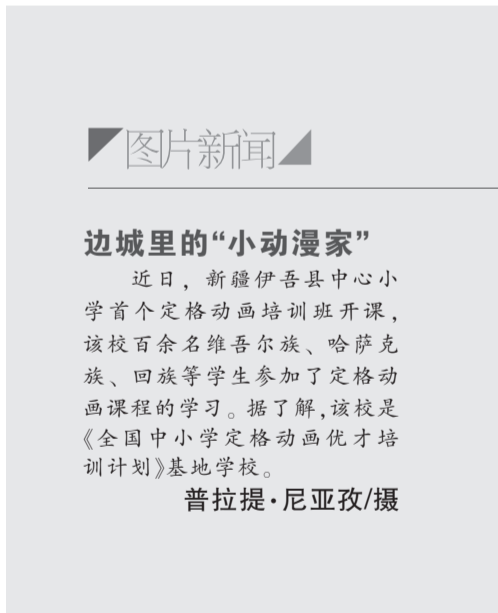 图片新闻
边城里的“小动漫家”
近日，新疆伊吾县中心小
学首个定格动画培训班开课，
该校百余名维吾尔族、哈萨克
族、回族等学生参加了定格动
画课程的学习。据了解，该校是
《全国中小学定格动画优才培
训计划》基地学校。
普拉提·尼亚孜/摄